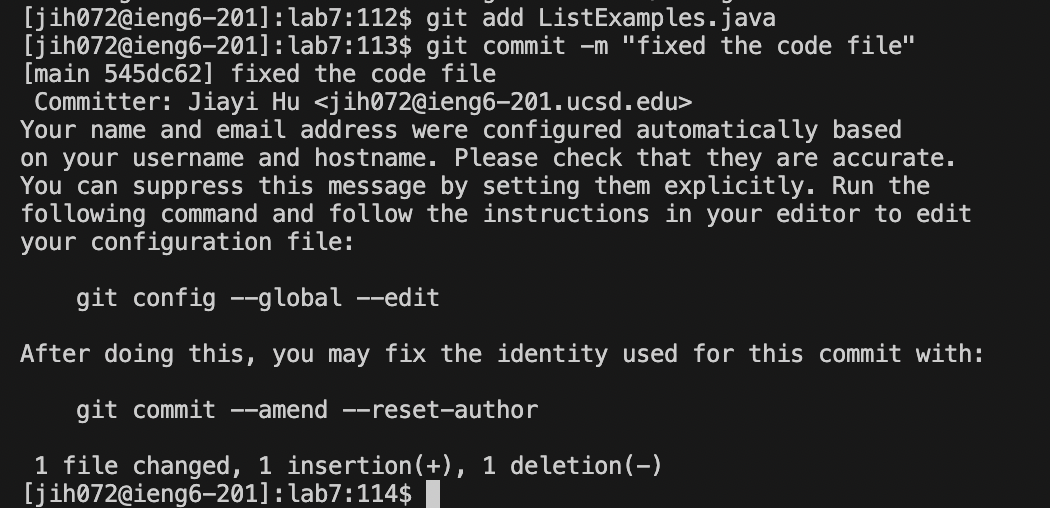 [jih072@ieng6-201]:lab7:112$ git add ListExamples.java
[jih072@ieng6-201]:lab7:113$ git commit -m "fixed the code file"
[main 545dc62] fixed the code file
 Committer: Jiayi Hu <jih072@ieng6-201.ucsd.edu>
Your name and email address were configured automatically based
on your username and hostname. Please check that they are accurate.
You can suppress this message by setting them explicitly. Run the
following command and follow the instructions in your editor to edit
your configuration file:

    git config --global --edit

After doing this, you may fix the identity used for this commit with:

    git commit --amend --reset-author

 1 file changed, 1 insertion(+), 1 deletion(-)
[jih072@ieng6-201]:lab7:114$